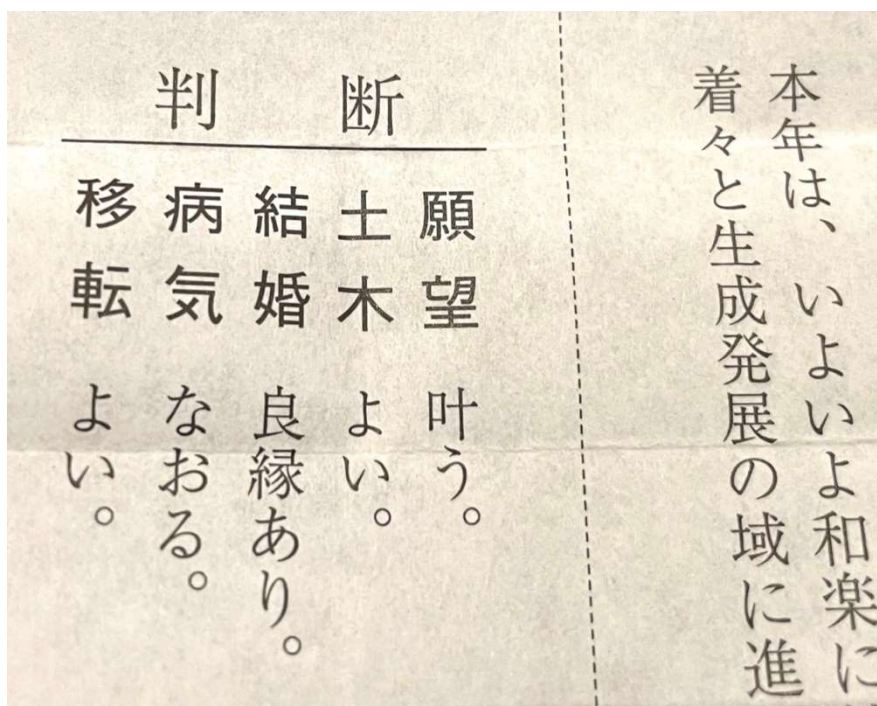 本年は、いよいよ和楽に
着々と生成発展の域に進
判断
願望 叶う。
土木 よい。
結婚 良縁あり。
病気 なおる。
移転 よい。